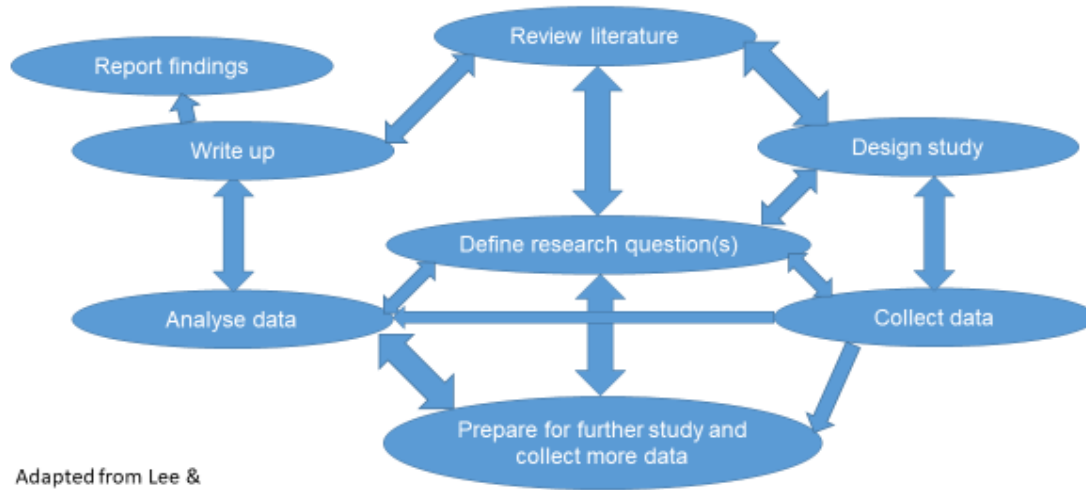 Review literature
Report findings
Write up
Design study
Define research question(s)
Analyse data
Collect data
Prepare for further study and
collect more data
Adapted from Lee &